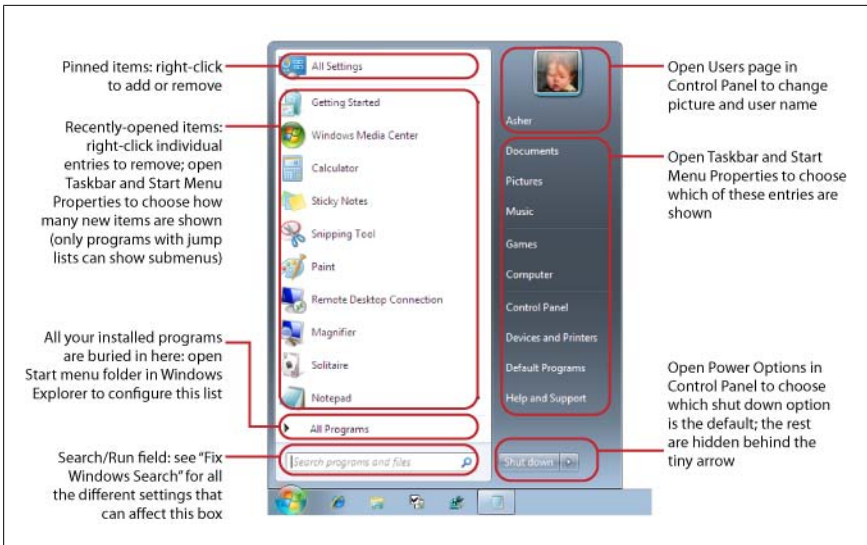 Pinned items: right-click
to add or remove
Recently-opened items:
right-click individual
entries to remove; open
Taskbar and Start Menu
Properties to choose how
many new items are shown
(only programs with jump
lists can show submenus)
All your installed programs
are buried in here: open
Start menu folder in Windows
Explorer to configure this list
Search/Run field: see “Fix
Windows Search” for all
the different settings that
can affect this box
All Settings
Getting Started
Windows Media Center
Calculator
Sticky Notes
Snipping Tool
Paint
Remote Desktop Connection
Magnifier
Solitaire
Notepad
All Programs
Search programs and files
Asher
Documents
Pictures
Music
Games
Computer
Control Panel
Devices and Printers
Default Programs
Help and Support
Shut down
Open Users page in
Control Panel to change
picture and user name
Open Taskbar and Start
Menu Properties to choose
which of these entries are
shown
Open Power Options in
Control Panel to choose
which shut down option
is the default; the rest
are hidden behind the
tiny arrow